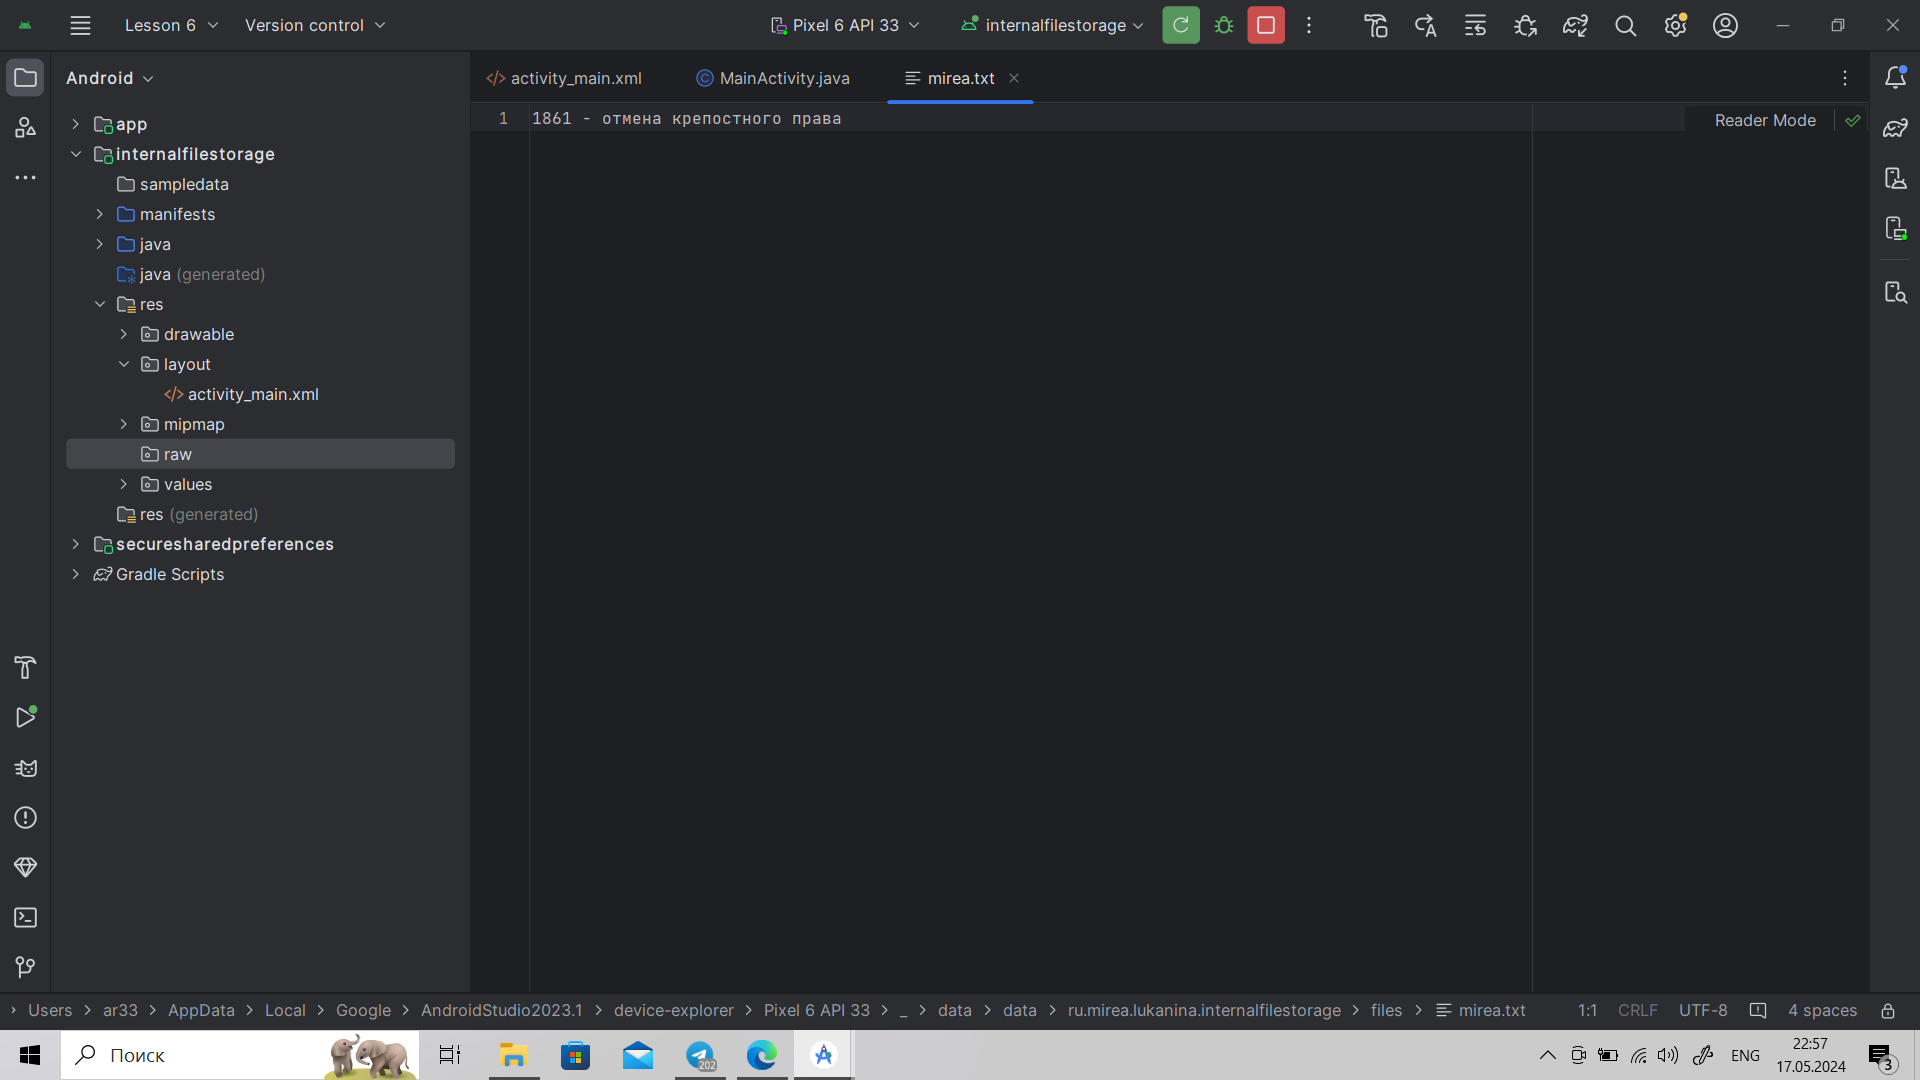 Lesson 6
Version control
Pixel 6 API 33
internalfilestorage
Android
activity_main.xml
MainActivity.java
mirea.txt
app
internalfilestorage
sampledata
manifests
java
java (generated)
res
drawable
layout
activity_main.xml
mipmap
raw
values
res (generated)
securesharedpreferences
Gradle Scripts
1 1861 - отмена крепостного права
Reader Mode
Users > ar33 > AppData > Local > Google > AndroidStudio2023.1 > device-explorer > Pixel 6 API 33 > _ > data > data > ru.mirea.lukanina.internalfilestorage > files > mirea.txt
1:1 CRLF UTF-8 4 spaces
Поиск
202
ENG
22:57
17.05.2024
3